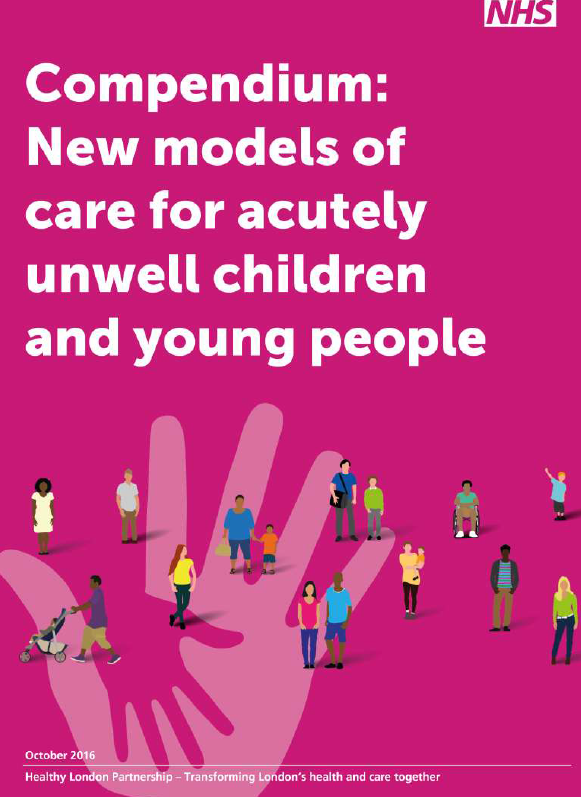 NHS
Compendium:
New models of
care for acutely
unwell children
and young people
October 2016
Healthy London Partnership – Transforming London's health and care together